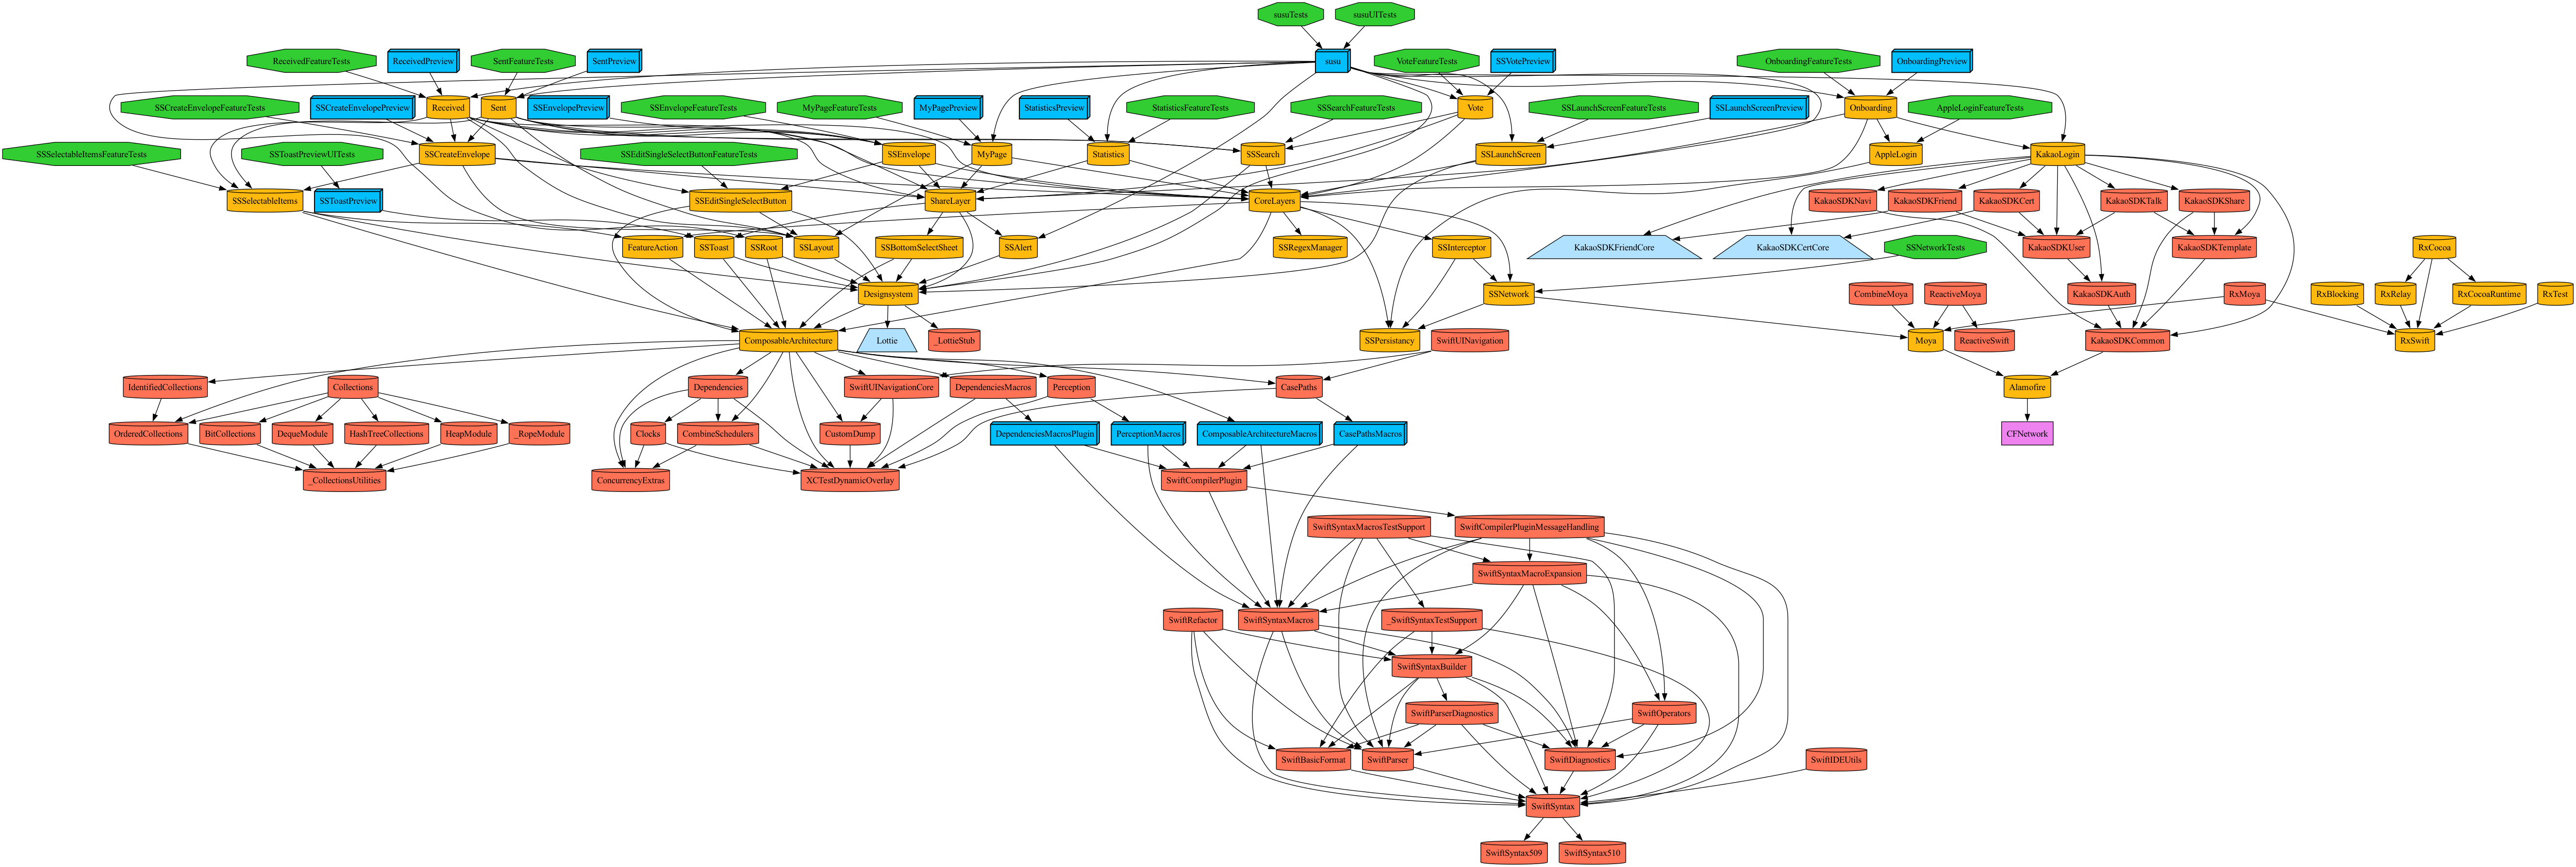 susuTests
susuUITests
ReceivedFeatureTests
ReceivedPreview
SentFeatureTests
SentPreview
susu
VoteFeatureTests
SSVotePreview
OnboardingFeatureTests
OnboardingPreview
SSCreateEnvelopeFeatureTests
SSCreateEnvelopePreview
Received
Sent
SSEnvelopePreview
SSEnvelopeFeatureTests
MyPageFeatureTests
MyPagePreview
StatisticsPreview
StatisticsFeatureTests
SSSearchFeatureTests
Vote
SSLaunchScreenFeatureTests
SSLaunchScreenPreview
Onboarding
AppleLoginFeatureTests
SSSelectableItemsFeatureTests
SSToastPreviewUITests
SSCreateEnvelope
SSEditSingleSelectButtonFeatureTests
SSEnvelope
MyPage
Statistics
SSSearch
SSLaunchScreen
AppleLogin
KakaoLogin
SSSelectableItems
SSToastPreview
SSEditSingleSelectButton
ShareLayer
CoreLayers
KakaoSDKNavi
KakaoSDKFriend
KakaoSDKCert
KakaoSDKTalk
KakaoSDKShare
FeatureAction
SSToast
SSRoot
SSLayout
SSBottomSelectSheet
SSAlert
SSRegexManager
SSInterceptor
KakaoSDKFriendCore
KakaoSDKCertCore
SSNetworkTests
KakaoSDKUser
KakaoSDKTemplate
RxCocoa
Designsystem
SSNetwork
CombineMoya
ReactiveMoya
KakaoSDKAuth
RxMoya
RxBlocking
RxRelay
RxCocoaRuntime
RxTest
ComposableArchitecture
Lottie
_LottieStub
SSPersistancy
SwiftUINavigation
Moya
ReactiveSwift
KakaoSDKCommon
RxSwift
IdentifiedCollections
Collections
Dependencies
SwiftUINavigationCore
DependenciesMacros
Perception
CasePaths
Alamofire
OrderedCollections
BitCollections
DequeModule
HashTreeCollections
HeapModule
_RopeModule
Clocks
CombineSchedulers
CustomDump
DependenciesMacrosPlugin
PerceptionMacros
ComposableArchitectureMacros
CasePathsMacros
CFNetwork
_CollectionsUtilities
ConcurrencyExtras
XCTestDynamicOverlay
SwiftCompilerPlugin
SwiftSyntaxMacrosTestSupport
SwiftCompilerPluginMessageHandling
SwiftSyntaxMacroExpansion
SwiftRefactor
SwiftSyntaxMacros
_SwiftSyntaxTestSupport
SwiftSyntaxBuilder
SwiftParserDiagnostics
SwiftOperators
SwiftBasicFormat
SwiftParser
SwiftDiagnostics
SwiftIDEUtils
SwiftSyntax
SwiftSyntax509
SwiftSyntax510